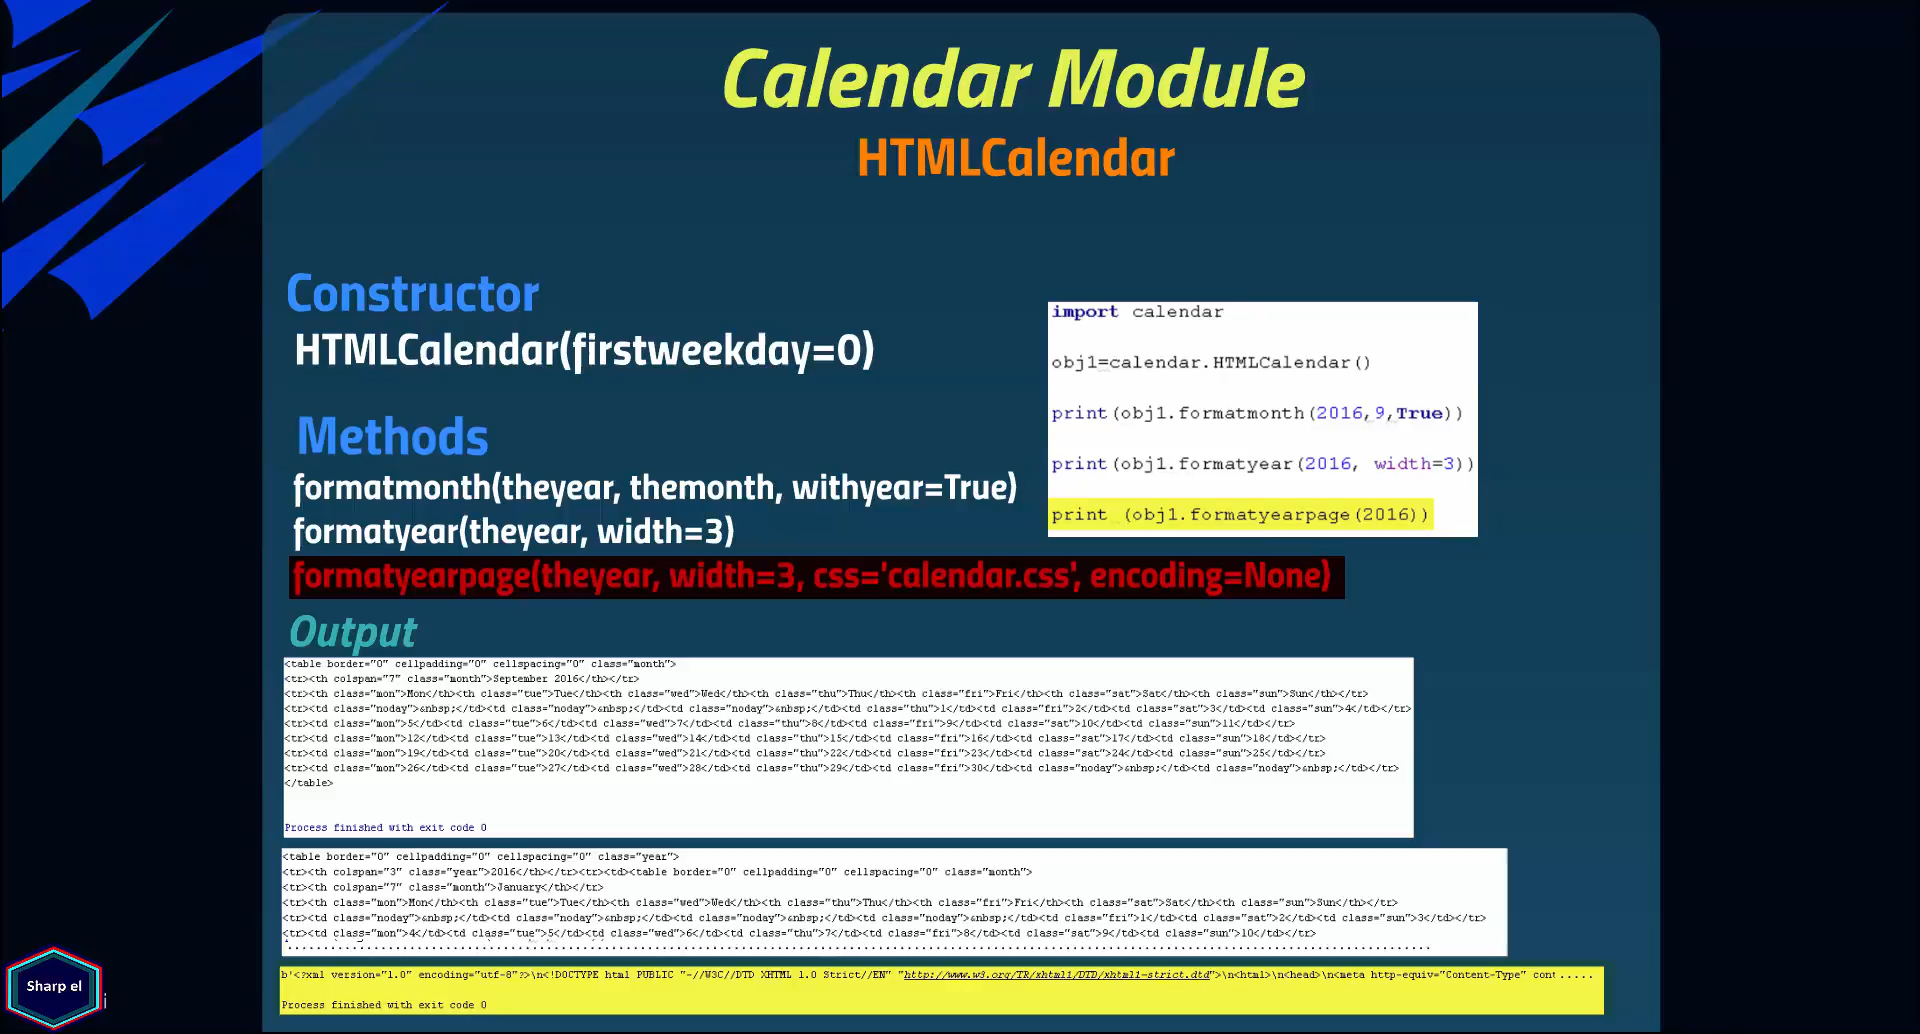 Calendar Module
HTMLCalendar
Constructor
HTMLCalendar(firstweekday=0)
Methods
formatmonth(theyear, themonth, withyear=True)
formatyear(theyear, width=3)
formatyearpage(theyear, width=3, css='calendar.css', encoding=None)
import calendar
obj1=calendar.HTMLCalendar()
print(obj1.formatmonth(2016,9,True))
print(obj1.formatyear(2016, width=3))
print (obj1.formatyearpage(2016))
Output
<table border="0" cellpadding="0" cellspacing="0" class="month">
<tr><th colspan="7" class="month">September 2016</th></tr>
<tr><th class="mon">Mon</th><th class="tue">Tue</th><th class="wed">Wed</th><th class="thu">Thu</th><th class="fri">Fri</th><th class="sat">Sat</th><th class="sun">Sun</th></tr>
<tr><td class="noday">&nbsp;</td><td class="noday">&nbsp;</td><td class="noday">&nbsp;</td><td class="thu">1</td><td class="fri">2</td><td class="sat">3</td><td class="sun">4</td></tr>
<tr><td class="mon">5</td><td class="tue">6</td><td class="wed">7</td><td class="thu">8</td><td class="fri">9</td><td class="sat">10</td><td class="sun">11</td></tr>
<tr><td class="mon">12</td><td class="tue">13</td><td class="wed">14</td><td class="thu">15</td><td class="fri">16</td><td class="sat">17</td><td class="sun">18</td></tr>
<tr><td class="mon">19</td><td class="tue">20</td><td class="wed">21</td><td class="thu">22</td><td class="fri">23</td><td class="sat">24</td><td class="sun">25</td></tr>
<tr><td class="mon">26</td><td class="tue">27</td><td class="wed">28</td><td class="thu">29</td><td class="fri">30</td><td class="noday">&nbsp;</td><td class="noday">&nbsp;</td></tr>
</table>
Process finished with exit code 0
<table border="0" cellpadding="0" cellspacing="0" class="year">
<tr><th colspan="3" class="year">2016</th></tr><tr><td><table border="0" cellpadding="0" cellspacing="0" class="month">
<tr><th colspan="7" class="month">January</th></tr>
<tr><th class="mon">Mon</th><th class="tue">Tue</th><th class="wed">Wed</th><th class="thu">Thu</th><th class="fri">Fri</th><th class="sat">Sat</th><th class="sun">Sun</th></tr>
<tr><td class="noday">&nbsp;</td><td class="noday">&nbsp;</td><td class="noday">&nbsp;</td><td class="noday">&nbsp;</td><td class="fri">1</td><td class="sat">2</td><td class="sun">3</td></tr>
<tr><td class="mon">4</td><td class="tue">5</td><td class="wed">6</td><td class="thu">7</td><td class="fri">8</td><td class="sat">9</td><td class="sun">10</td></tr>
b'<?xml version="1.0" encoding="utf-8"?>\n<!DOCTYPE html PUBLIC "-//W3C//DTD XHTML 1.0 Strict//EN" "http://www.w3.org/TR/xhtml1/DTD/xhtml1-strict.dtd">\n<html>\n<head>\n<meta http-equiv="Content-Type" cont.....
Process finished with exit code 0
Sharp el